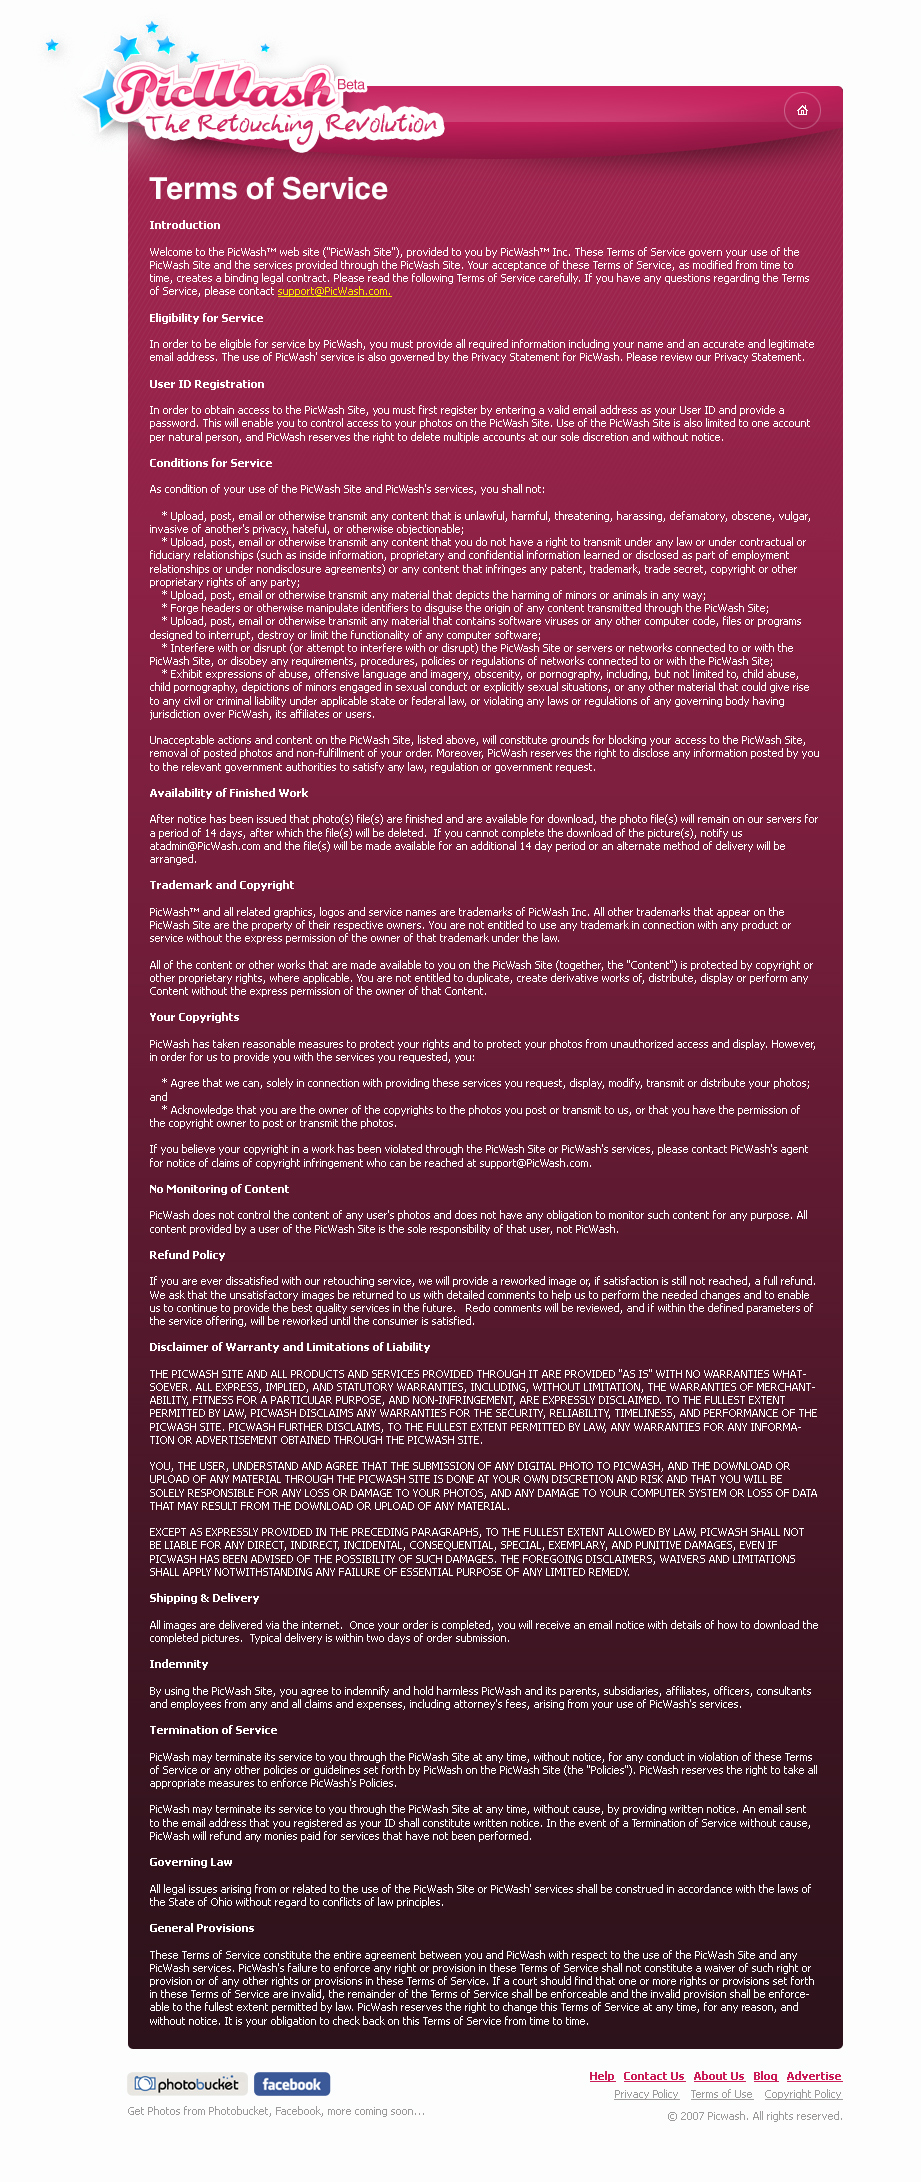 PicWash Beta
The Retouching Revolution
Terms of Service
Introduction
Welcome to the PicWash™ web site ("PicWash Site"), provided to you by PicWash™ Inc. These Terms of Service govern your use of the
PicWash Site and the services provided through the PicWash Site. Your acceptance of these Terms of Service, as modified from time to
time, creates a binding legal contract. Please read the following Terms of Service carefully. If you have any questions regarding the Terms
of Service, please contact support@PicWash.com.
Eligibility for Service
In order to be eligible for service by PicWash, you must provide all required information including your name and an accurate and legitimate
email address. The use of PicWash' service is also governed by the Privacy Statement for PicWash. Please review our Privacy Statement.
User ID Registration
In order to obtain access to the PicWash Site, you must first register by entering a valid email address as your User ID and provide a
password. This will enable you to control access to your photos on the PicWash Site. Use of the PicWash Site is also limited to one account
per natural person, and PicWash reserves the right to delete multiple accounts at our sole discretion and without notice.
Conditions for Service
As condition of your use of the PicWash Site and PicWash's services, you shall not:
* Upload, post, email or otherwise transmit any content that is unlawful, harmful, threatening, harassing, defamatory, obscene, vulgar,
invasive of another's privacy, hateful, or otherwise objectionable;
* Upload, post, email or otherwise transmit any content that you do not have a right to transmit under any law or under contractual or
fiduciary relationships (such as inside information, proprietary and confidential information learned or disclosed as part of employment
relationships or under nondisclosure agreements) or any content that infringes any patent, trademark, trade secret, copyright or other
proprietary rights of any party;
* Upload, post, email or otherwise transmit any material that depicts the harming of minors or animals in any way;
* Forge headers or otherwise manipulate identifiers to disguise the origin of any content transmitted through the PicWash Site;
* Upload, post, email or otherwise transmit any material that contains software viruses or any other computer code, files or programs
designed to interrupt, destroy or limit the functionality of any computer software;
* Interfere with or disrupt (or attempt to interfere with or disrupt) the PicWash Site or servers or networks connected to or with the
PicWash Site, or disobey any requirements, procedures, policies or regulations of networks connected to or with the PicWash Site;
* Exhibit expressions of abuse, offensive language and imagery, obscenity, or pornography, including, but not limited to, child abuse,
child pornography, depictions of minors engaged in sexual conduct or explicitly sexual situations, or any other material that could give rise
to any civil or criminal liability under applicable state or federal law, or violating any laws or regulations of any governing body having
jurisdiction over PicWash, its affiliates or users.
Unacceptable actions and content on the PicWash Site, listed above, will constitute grounds for blocking your access to the PicWash Site,
removal of posted photos and non-fulfillment of your order. Moreover, PicWash reserves the right to disclose any information posted by you
to the relevant government authorities to satisfy any law, regulation or government request.
Availability of Finished Work
After notice has been issued that photo(s) file(s) are finished and are available for download, the photo file(s) will remain on our servers for
a period of 14 days, after which the file(s) will be deleted.  If you cannot complete the download of the picture(s), notify us
atadmin@PicWash.com and the file(s) will be made available for an additional 14 day period or an alternate method of delivery will be
arranged.
Trademark and Copyright
PicWash™ and all related graphics, logos and service names are trademarks of PicWash Inc. All other trademarks that appear on the
PicWash Site are the property of their respective owners. You are not entitled to use any trademark in connection with any product or
service without the express permission of the owner of that trademark under the law.
All of the content or other works that are made available to you on the PicWash Site (together, the "Content") is protected by copyright or
other proprietary rights, where applicable. You are not entitled to duplicate, create derivative works of, distribute, display or perform any
Content without the express permission of the owner of that Content.
Your Copyrights
PicWash has taken reasonable measures to protect your rights and to protect your photos from unauthorized access and display. However,
in order for us to provide you with the services you requested, you:
* Agree that we can, solely in connection with providing these services you request, display, modify, transmit or distribute your photos;
and
* Acknowledge that you are the owner of the copyrights to the photos you post or transmit to us, or that you have the permission of
the copyright owner to post or transmit the photos.
If you believe your copyright in a work has been violated through the PicWash Site or PicWash's services, please contact PicWash's agent
for notice of claims of copyright infringement who can be reached at support@PicWash.com.
No Monitoring of Content
PicWash does not control the content of any user's photos and does not have any obligation to monitor such content for any purpose. All
content provided by a user of the PicWash Site is the sole responsibility of that user, not PicWash.
Refund Policy
If you are ever dissatisfied with our retouching service, we will provide a reworked image or, if satisfaction is still not reached, a full refund.
We ask that the unsatisfactory images be returned to us with detailed comments to help us to perform the needed changes and to enable
us to continue to provide the best quality services in the future.   Redo comments will be reviewed, and if within the defined parameters of
the service offering, will be reworked until the consumer is satisfied.
Disclaimer of Warranty and Limitations of Liability
THE PICWASH SITE AND ALL PRODUCTS AND SERVICES PROVIDED THROUGH IT ARE PROVIDED "AS IS" WITH NO WARRANTIES WHAT-
SOEVER. ALL EXPRESS, IMPLIED, AND STATUTORY WARRANTIES, INCLUDING, WITHOUT LIMITATION, THE WARRANTIES OF MERCHANT-
ABILITY, FITNESS FOR A PARTICULAR PURPOSE, AND NON-INFRINGEMENT, ARE EXPRESSLY DISCLAIMED. TO THE FULLEST EXTENT
PERMITTED BY LAW, PICWASH DISCLAIMS ANY WARRANTIES FOR THE SECURITY, RELIABILITY, TIMELINESS, AND PERFORMANCE OF THE
PICWASH SITE. PICWASH FURTHER DISCLAIMS, TO THE FULLEST EXTENT PERMITTED BY LAW, ANY WARRANTIES FOR ANY INFORMA-
TION OR ADVERTISEMENT OBTAINED THROUGH THE PICWASH SITE.
YOU, THE USER, UNDERSTAND AND AGREE THAT THE SUBMISSION OF ANY DIGITAL PHOTO TO PICWASH, AND THE DOWNLOAD OR
UPLOAD OF ANY MATERIAL THROUGH THE PICWASH SITE IS DONE AT YOUR OWN DISCRETION AND RISK AND THAT YOU WILL BE
SOLELY RESPONSIBLE FOR ANY LOSS OR DAMAGE TO YOUR PHOTOS, AND ANY DAMAGE TO YOUR COMPUTER SYSTEM OR LOSS OF DATA
THAT MAY RESULT FROM THE DOWNLOAD OR UPLOAD OF ANY MATERIAL.
EXCEPT AS EXPRESSLY PROVIDED IN THE PRECEDING PARAGRAPHS, TO THE FULLEST EXTENT ALLOWED BY LAW, PICWASH SHALL NOT
BE LIABLE FOR ANY DIRECT, INDIRECT, INCIDENTAL, CONSEQUENTIAL, SPECIAL, EXEMPLARY, AND PUNITIVE DAMAGES, EVEN IF
PICWASH HAS BEEN ADVISED OF THE POSSIBILITY OF SUCH DAMAGES. THE FOREGOING DISCLAIMERS, WAIVERS AND LIMITATIONS
SHALL APPLY NOTWITHSTANDING ANY FAILURE OF ESSENTIAL PURPOSE OF ANY LIMITED REMEDY.
Shipping & Delivery
All images are delivered via the internet.  Once your order is completed, you will receive an email notice with details of how to download the
completed pictures.  Typical delivery is within two days of order submission.
Indemnity
By using the PicWash Site, you agree to indemnify and hold harmless PicWash and its parents, subsidiaries, affiliates, officers, consultants
and employees from any and all claims and expenses, including attorney's fees, arising from your use of PicWash's services.
Termination of Service
PicWash may terminate its service to you through the PicWash Site at any time, without notice, for any conduct in violation of these Terms
of Service or any other policies or guidelines set forth by PicWash on the PicWash Site (the "Policies"). PicWash reserves the right to take all
appropriate measures to enforce PicWash's Policies.
PicWash may terminate its service to you through the PicWash Site at any time, without cause, by providing written notice. An email sent
to the email address that you registered as your ID shall constitute written notice. In the event of a Termination of Service without cause,
PicWash will refund any monies paid for services that have not been performed.
Governing Law
All legal issues arising from or related to the use of the PicWash Site or PicWash' services shall be construed in accordance with the laws of
the State of Ohio without regard to conflicts of law principles.
General Provisions
These Terms of Service constitute the entire agreement between you and PicWash with respect to the use of the PicWash Site and any
PicWash services. PicWash's failure to enforce any right or provision in these Terms of Service shall not constitute a waiver of such right or
provision or of any other rights or provisions in these Terms of Service. If a court should find that one or more rights or provisions set forth
in these Terms of Service are invalid, the remainder of the Terms of Service shall be enforceable and the invalid provision shall be enforce-
able to the fullest extent permitted by law. PicWash reserves the right to change this Terms of Service at any time, for any reason, and
without notice. It is your obligation to check back on this Terms of Service from time to time.
photobucket facebook
Get Photos from Photobucket, Facebook, more coming soon...
Help Contact Us About Us Blog Advertise
Privacy Policy Terms of Use Copyright Policy
© 2007 Picwash. All rights reserved.